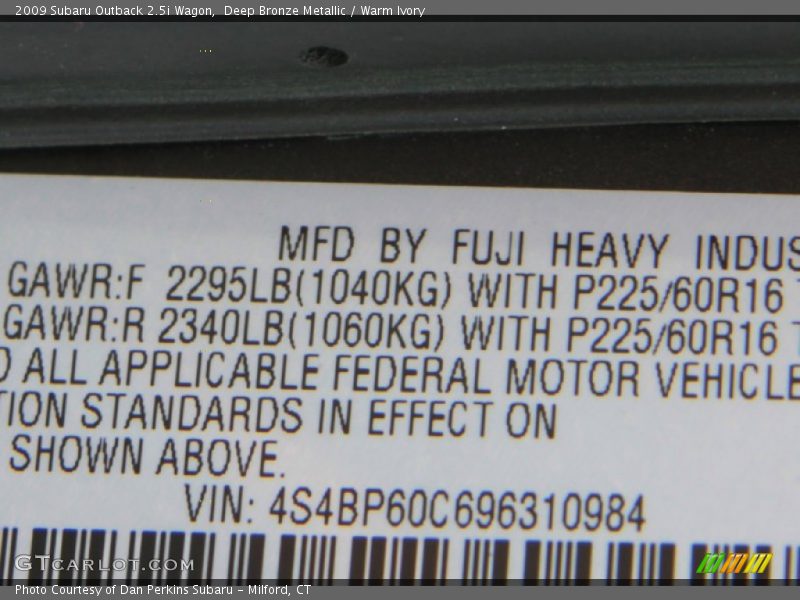 2009 Subaru Outback 2.5i Wagon,  Deep Bronze Metallic / Warm Ivory
MFD BY FUJI HEAVY INDUS
GAWR:F 2295LB(1040KG) WITH P225/60R16 T
GAWR:R 2340LB(1060KG) WITH P225/60R16 T
O ALL APPLICABLE FEDERAL MOTOR VEHICLE
TION STANDARDS IN EFFECT ON
SHOWN ABOVE.
VIN: 4S4BP60C696310984
GTCARLOT.COM
Photo Courtesy of Dan Perkins Subaru - Milford, CT